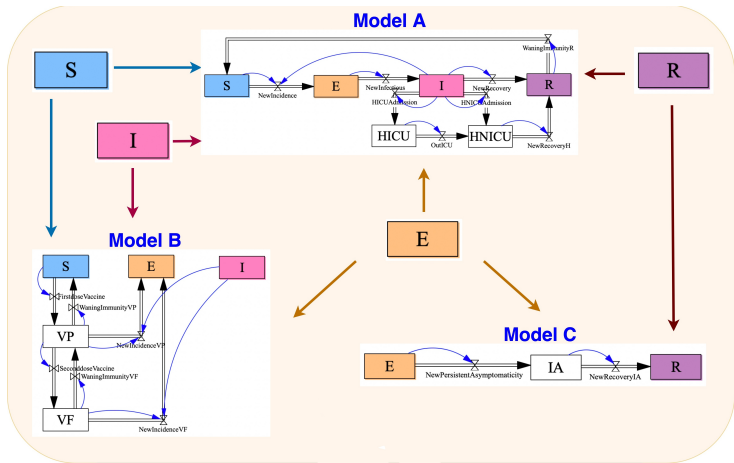 Model A
S
R
WaningImmunityR
S
NewIncidence
E
NewInfectious
I
NewRecovery
R
HICUAdmission
HNICUAdmission
HICU
OutICU
HNICU
NewRecoveryH
I
E
Model B
S
E
I
FirstdoseVaccine
WaningImmunityVP
VP
NewIncidenceVP
SeconddoseVaccine
WaningImmunityVF
VF
NewIncidenceVF
Model C
E
NewPersistentAsymptomaticity
IA
NewRecoveryIA
R